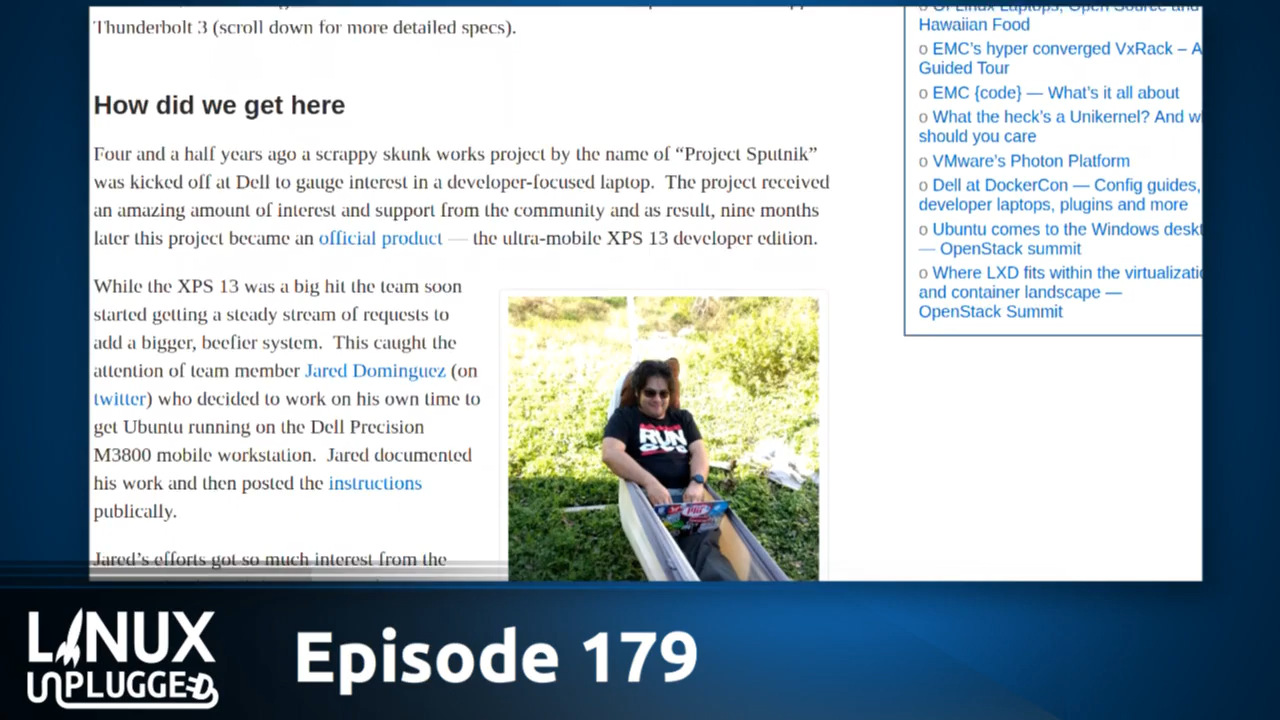 Thunderbolt 3 (scroll down for more detailed specs).
How did we get here
Four and a half years ago a scrappy skunk works project by the name of “Project Sputnik”
was kicked off at Dell to gauge interest in a developer-focused laptop.  The project received
an amazing amount of interest and support from the community and as result, nine months
later this project became an official product — the ultra-mobile XPS 13 developer edition.
While the XPS 13 was a big hit the team soon
started getting a steady stream of requests to
add a bigger, beefier system.  This caught the
attention of team member Jared Dominguez (on
twitter) who decided to work on his own time to
get Ubuntu running on the Dell Precision
M3800 mobile workstation.  Jared documented
his work and then posted the instructions
publically.
Jared’s efforts got so much interest from the
RUN
o Of Linux Laptops, Open Source and
Hawaiian Food
o EMC’s hyper converged VxRack – A
Guided Tour
o EMC {code} — What’s it all about
o What the heck’s a Unikernel? And w
should you care
o VMware’s Photon Platform
o Dell at DockerCon — Config guides,
developer laptops, plugins and more
o Ubuntu comes to the Windows deskt
— OpenStack summit
o Where LXD fits within the virtualizatio
and container landscape —
OpenStack Summit
LINUX
UNPLUGGED
Episode 179